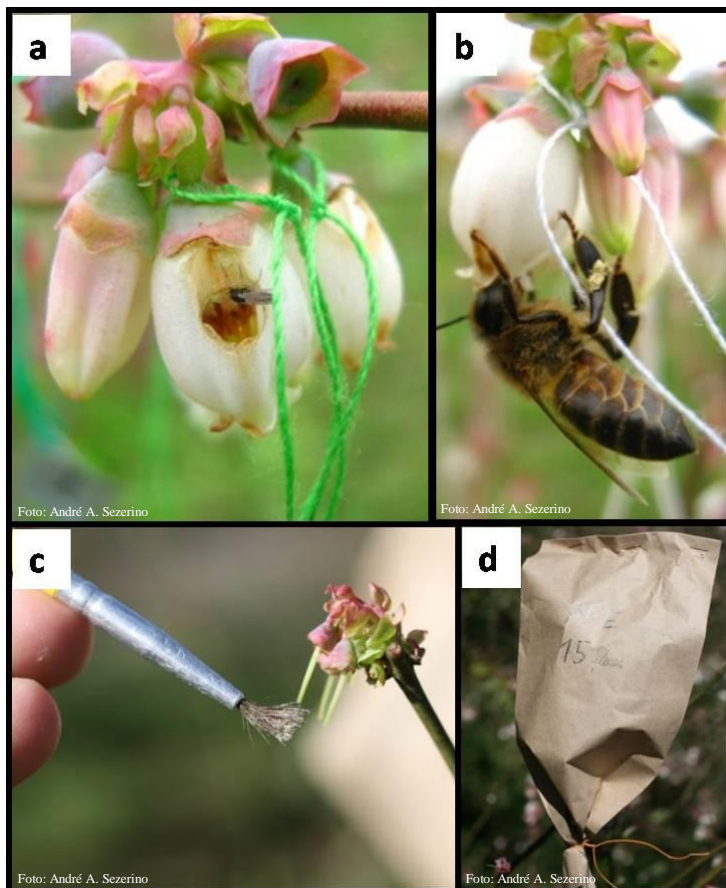 a
b
Foto: André A. Sezerino
Foto: André A. Sezerino
c
d
15
Foto: André A. Sezerino
Foto: André A. Sezerino